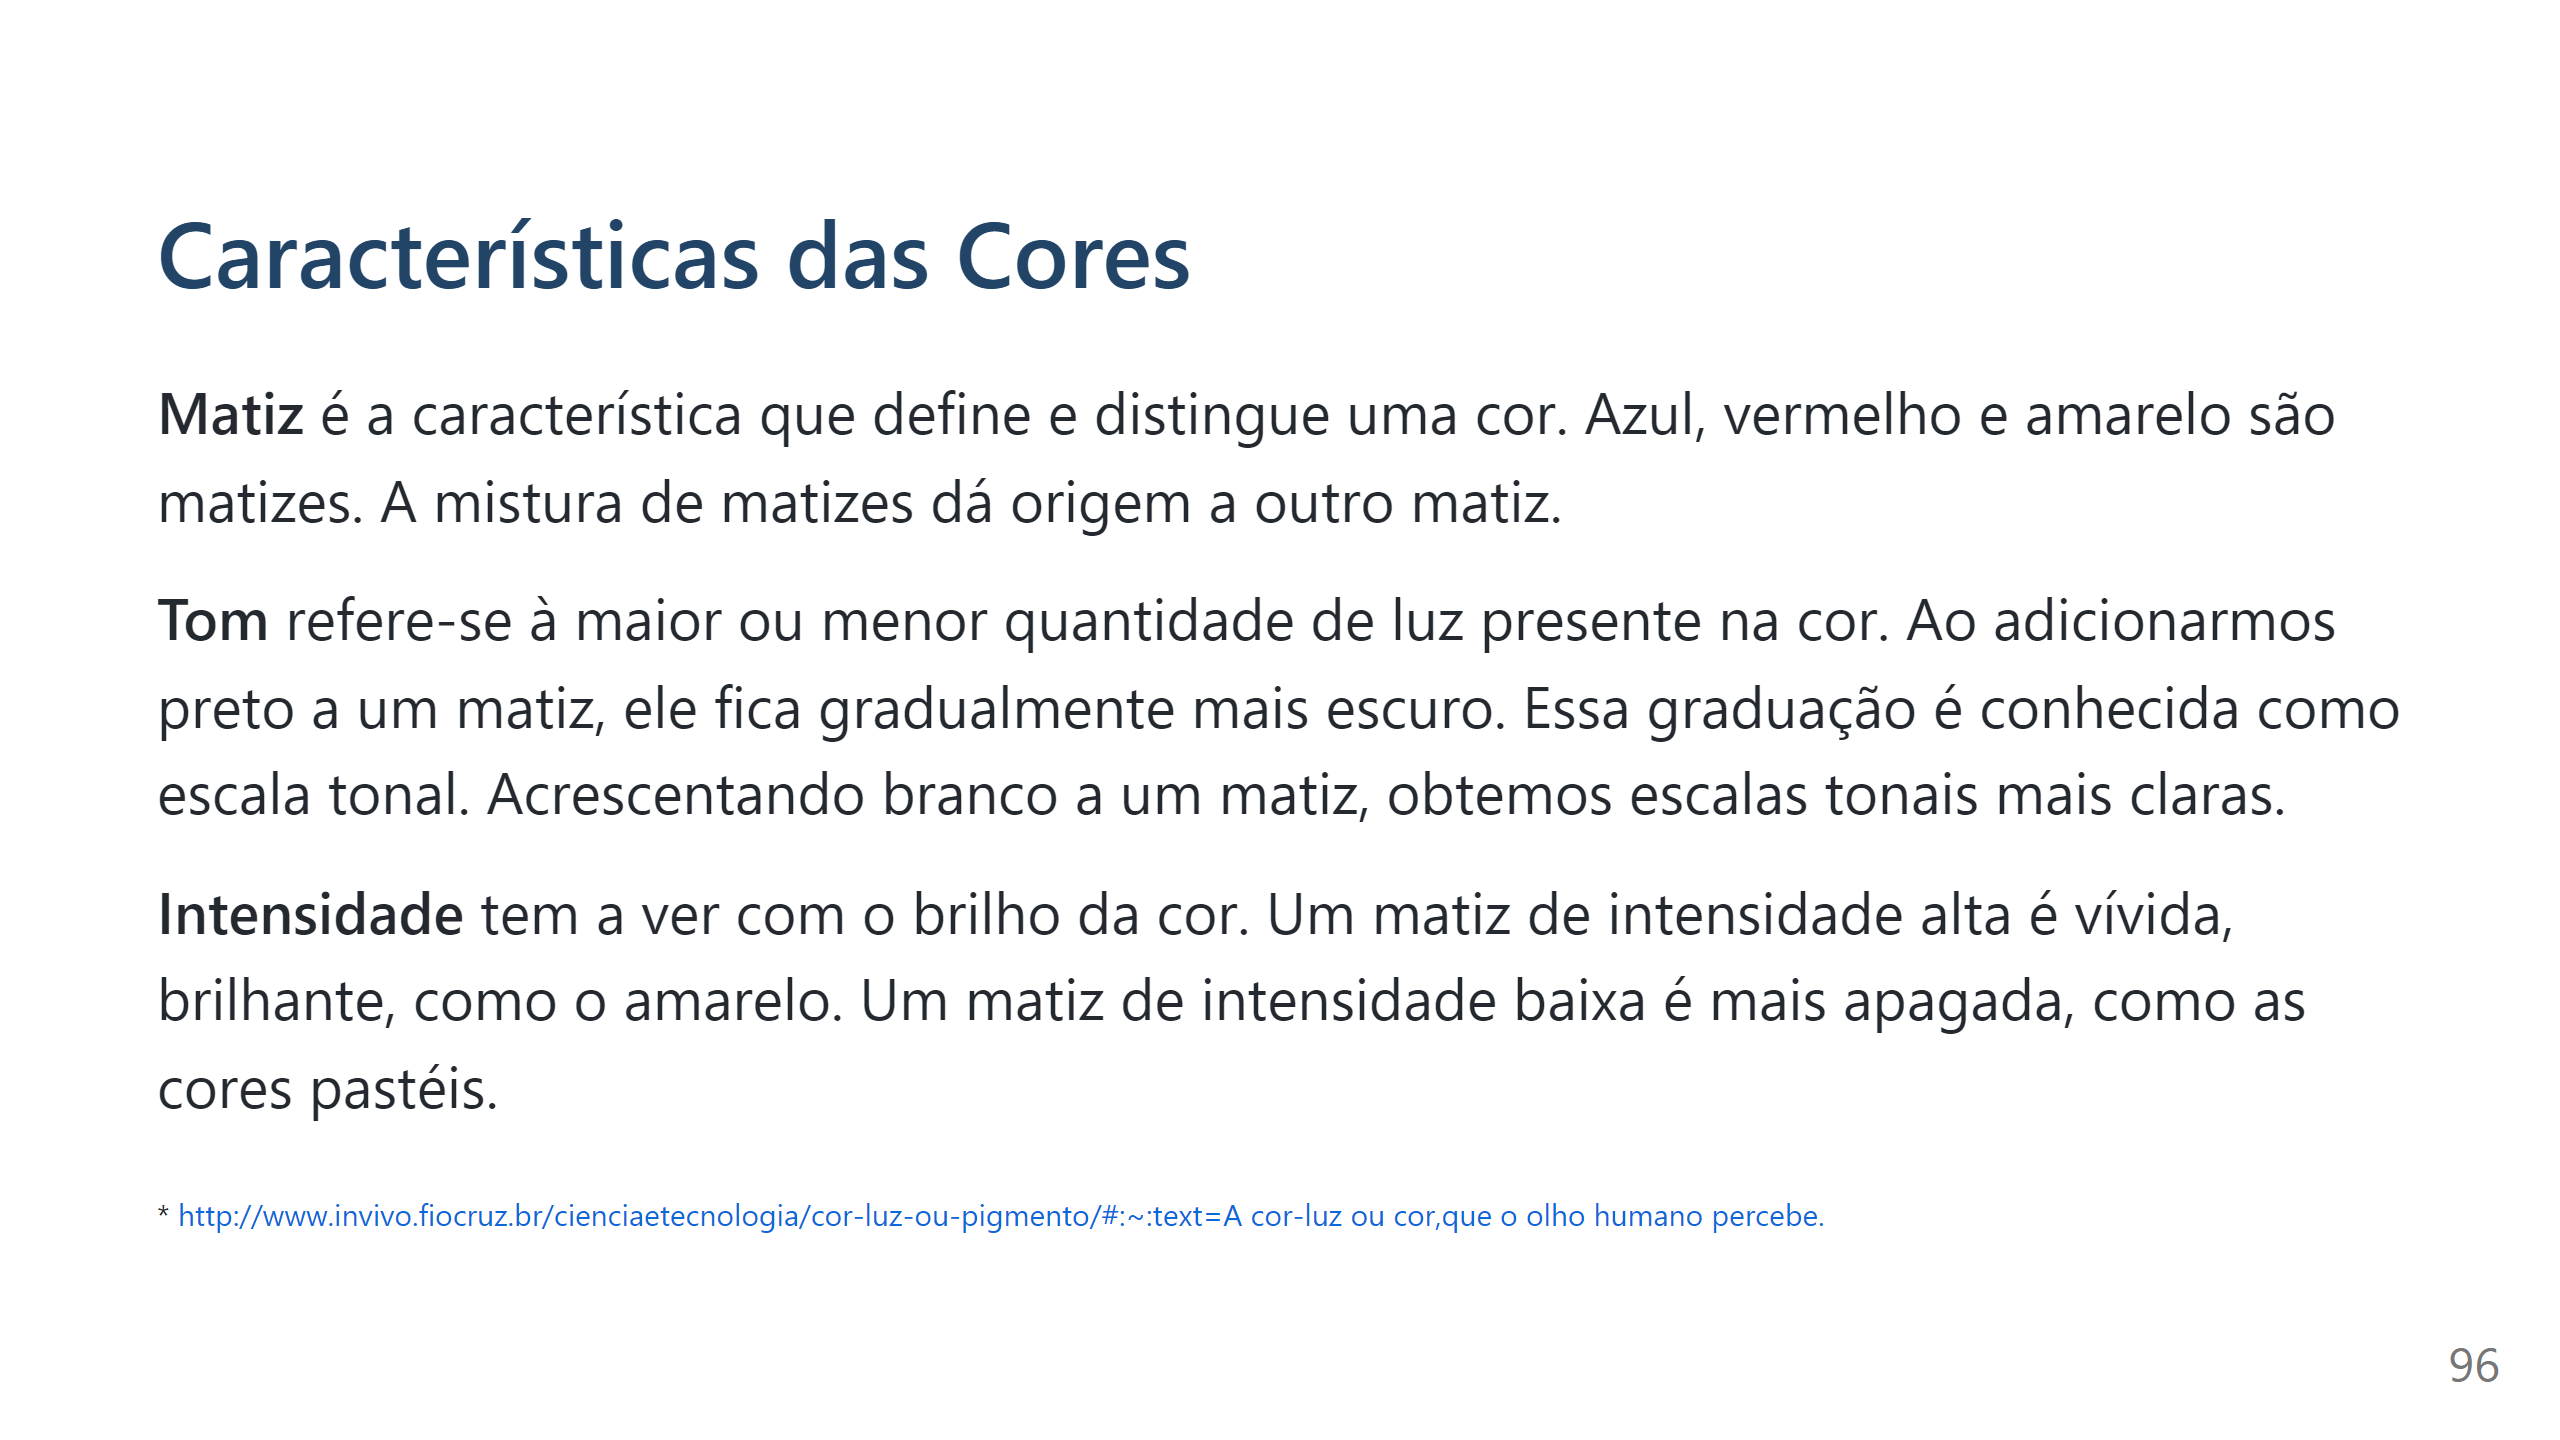 Características das Cores
Matiz é a característica que define e distingue uma cor. Azul, vermelho e amarelo são
matizes. A mistura de matizes dá origem a outro matiz.
Tom refere-se à maior ou menor quantidade de luz presente na cor. Ao adicionarmos
preto a um matiz, ele fica gradualmente mais escuro. Essa graduação é conhecida como
escala tonal. Acrescentando branco a um matiz, obtemos escalas tonais mais claras.
Intensidade tem a ver com o brilho da cor. Um matiz de intensidade alta é vívida,
brilhante, como o amarelo. Um matiz de intensidade baixa é mais apagada, como as
cores pastéis.
* http://www.invivo.fiocruz.br/cienciaetecnologia/cor-luz-ou-pigmento/#:~:text=A cor-luz ou cor,que o olho humano percebe.
96